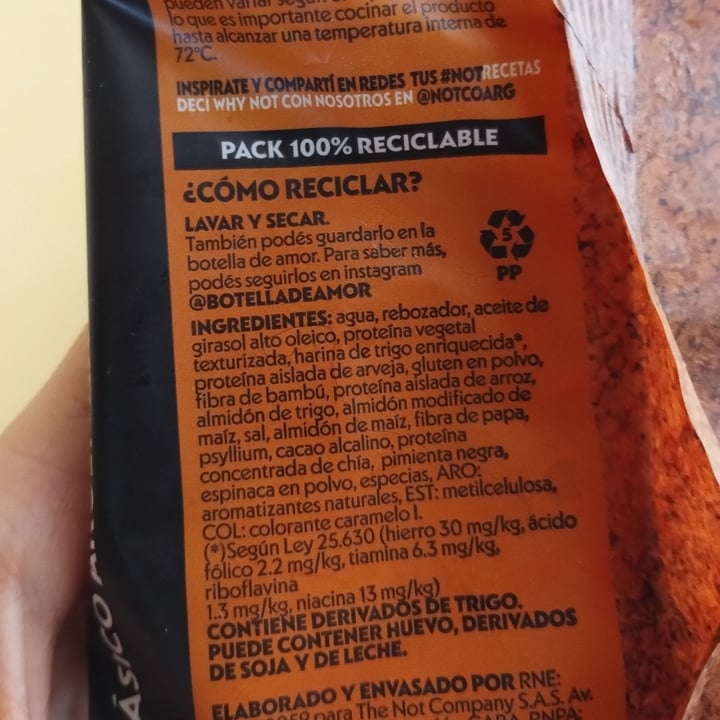 pueden variar según
lo que es importante cocinar el producto
hasta alcanzar una temperatura interna de
72°C.
INSPIRATE Y COMPARTÍ EN REDES TUS #NOTRECETAS
DECÍ WHY NOT CON NOSOTROS EN @NOTCOARG
PACK 100% RECICLABLE
¿CÓMO RECICLAR?
LAVAR Y SECAR.
También podés guardarlo en la
botella de amor. Para saber más,
podés seguirlos en instagram
@BOTELLADEAMOR
5
PP
INGREDIENTES: agua, rebozador, aceite de
girasol alto oleico, proteína vegetal
texturizada, harina de trigo enriquecida*,
proteína aislada de arveja, gluten en polvo,
fibra de bambú, proteína aislada de arroz,
almidón de trigo, almidón modificado de
maíz, sal, almidón de maíz, fibra de papa,
psyllium, cacao alcalino, proteína
concentrada de chía, pimienta negra,
espinaca en polvo, especias, ARO:
aromatizantes naturales, EST: metilcelulosa,
COL: colorante caramelo I.
(*)Según Ley 25.630 (hierro 30 mg/kg, ácido
fólico 2.2 mg/kg, tiamina 6.3 mg/kg,
riboflavina
1.3 mg/kg, niacina 13 mg/kg)
CONTIENE DERIVADOS DE TRIGO.
PUEDE CONTENER HUEVO, DERIVADOS
DE SOJA Y DE LECHE.
ELABORADO Y ENVASADO POR RNE:
para The Not Company S.A.S. Av.
ÁSICO